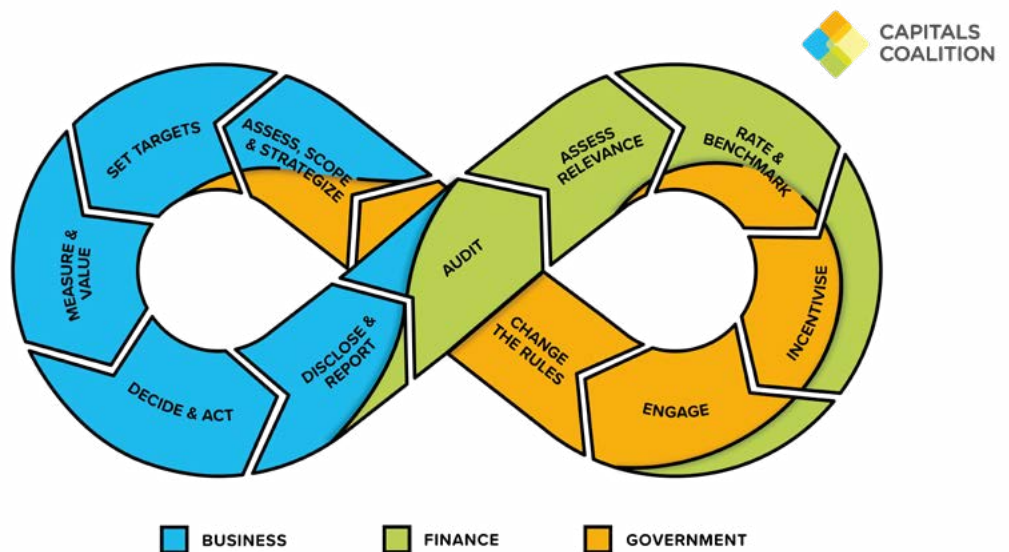 CAPITALS
COALITION
SET TARGETS
ASSESS, SCOPE
& STRATEGIZE
MEASURE &
VALUE
DECIDE & ACT
DISCLOSE &
REPORT
AUDIT
ASSESS
RELEVANCE
RATE &
BENCHMARK
INCENTIVISE
ENGAGE
CHANGE
THE RULES
BUSINESS
FINANCE
GOVERNMENT